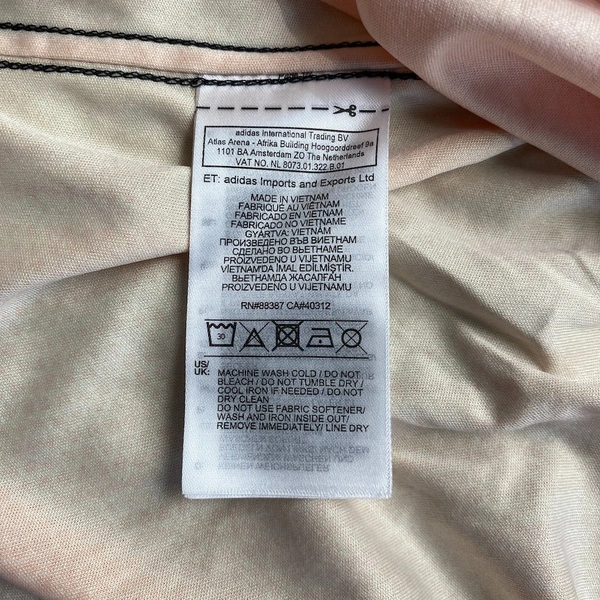 adidas International Trading BV
Atlas Arena - Afrika Building Hoogoorddreef 9a
1101 BA Amsterdam ZO The Netherlands
VAT NO. NL 8073.01.322.B.01
ET: adidas Imports and Exports Ltd
MADE IN VIETNAM
FABRIQUÉ AU VIETNAM
FABRICADO EN VIETNAM
FABRICADO NO VIETNAME
GYÁRTVA: VIETNAM
ПРОИЗВЕДЕНО ВЪВ ВИЕТНАМ
СДЕЛАНО ВО ВЬЕТНАМЕ
PROIZVEDENO U VIJETNAMU
VİETNAM'DA İMAL EDİLMİŞTİR.
ВЬЕТНАМДА ЖАСАЛҒАН
PROIZVEDENO U VIJETNAMU
RN#88387 CA#40312
30
US/
UK: MACHINE WASH COLD / DO NOT
BLEACH / DO NOT TUMBLE DRY /
COOL IRON IF NEEDED / DO NOT
DRY CLEAN
DO NOT USE FABRIC SOFTENER/
WASH AND IRON INSIDE OUT/
REMOVE IMMEDIATELY/ LINE DRY